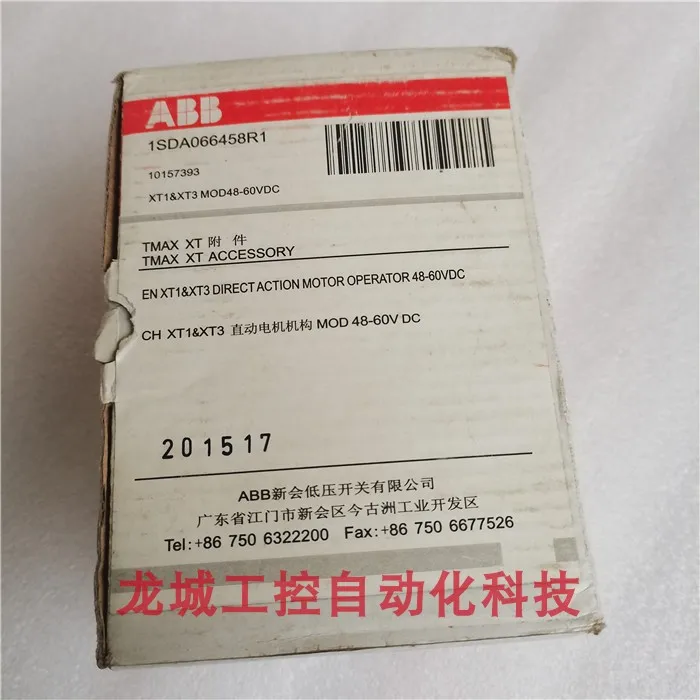 ABB
1SDA066458R1
10157393
XT1&XT3 MOD48-60VDC
TMAX XT 附 件
TMAX XT ACCESSORY
EN XT1&XT3 DIRECT ACTION MOTOR OPERATOR 48-60VDC
CH XT1&XT3 直动电机机构 MOD 48-60V DC
201517
ABB新会低压开关有限公司
广东省江门市新会区今古洲工业开发区
Tel:+86 750 6322200 Fax:+86 750 6677526
龙城工控自动化科技